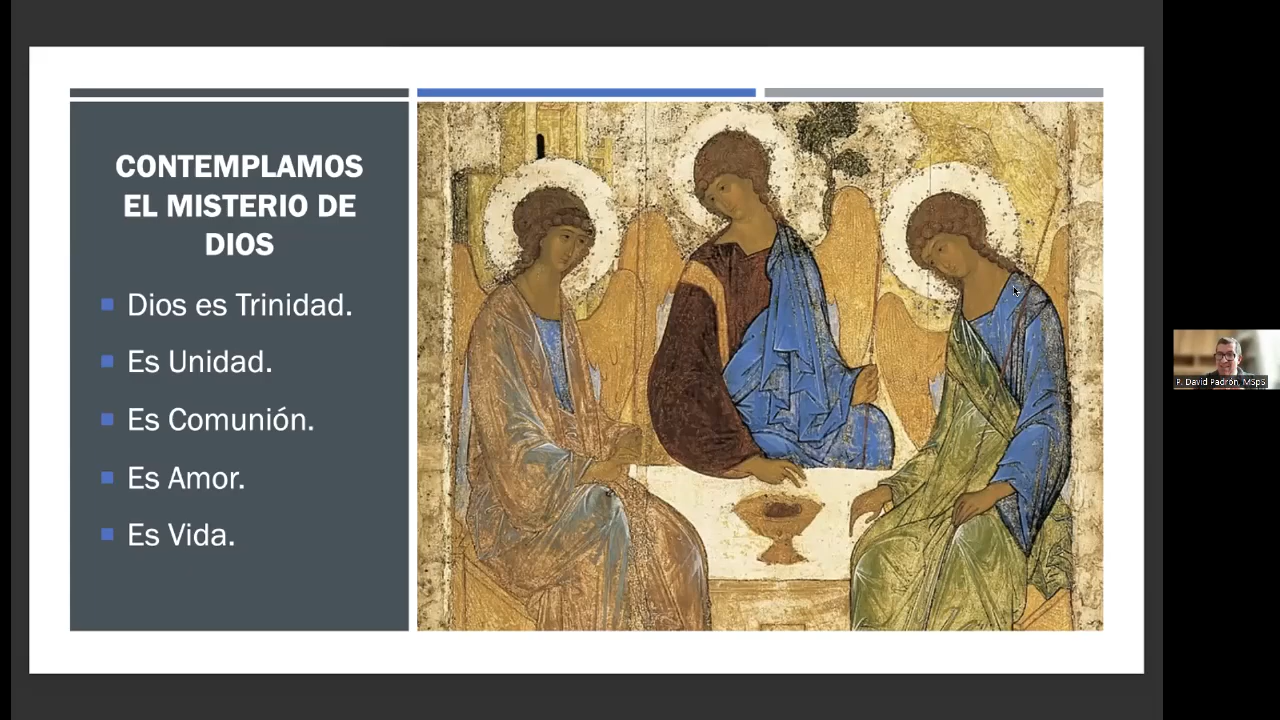 CONTEMPLAMOS
EL MISTERIO DE
DIOS
Dios es Trinidad.
Es Unidad.
Es Comunión.
Es Amor.
Es Vida.
P. David Padrón, MSpS